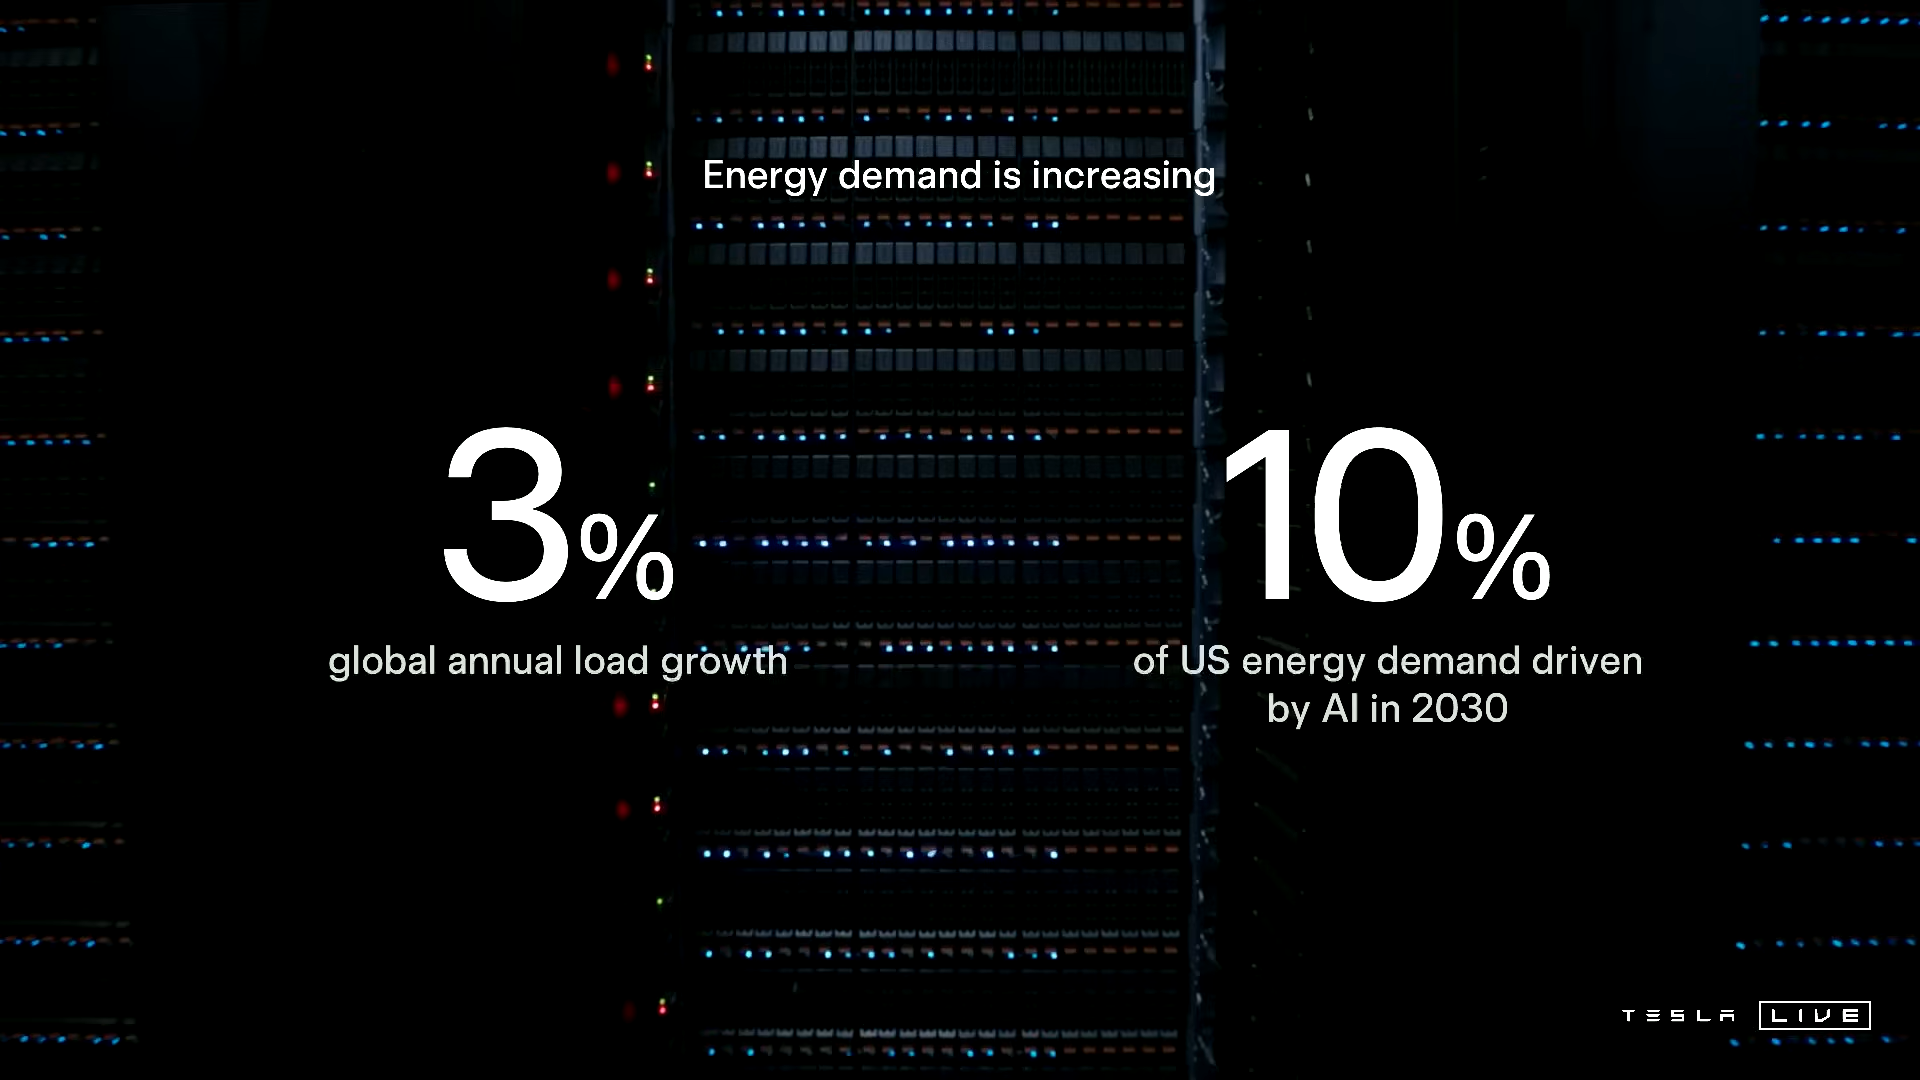 Energy demand is increasing
3%
global annual load growth
10%
of US energy demand driven
by AI in 2030
TESLA LIVE